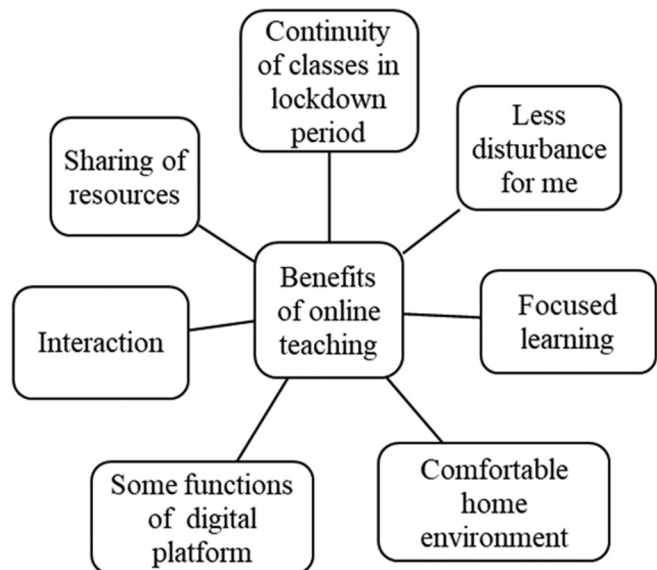 Continuity
of classes in
lockdown
period
Less
disturbance
for me
Sharing of
resources
Benefits
of online
teaching
Focused
learning
Interaction
Some functions
of digital
platform
Comfortable
home
environment